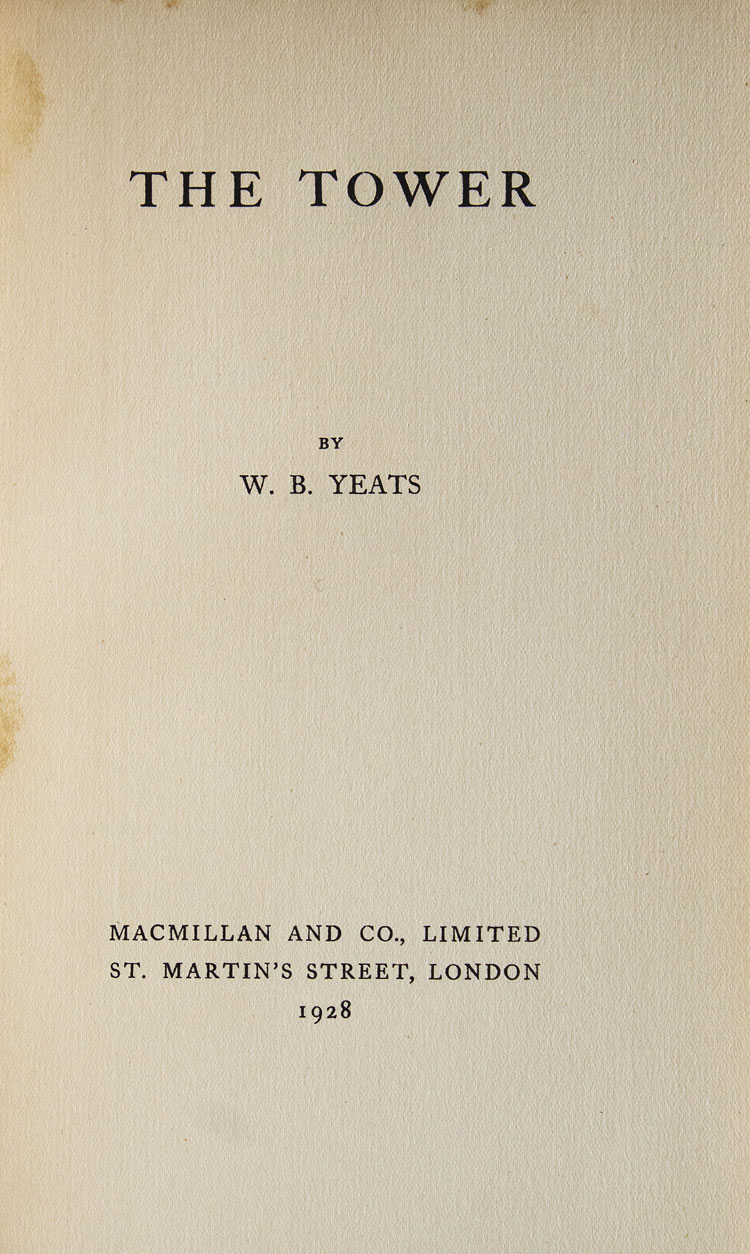 THE TOWER
BY
W. B. YEATS
MACMILLAN AND CO., LIMITED
ST. MARTIN'S STREET, LONDON
1928